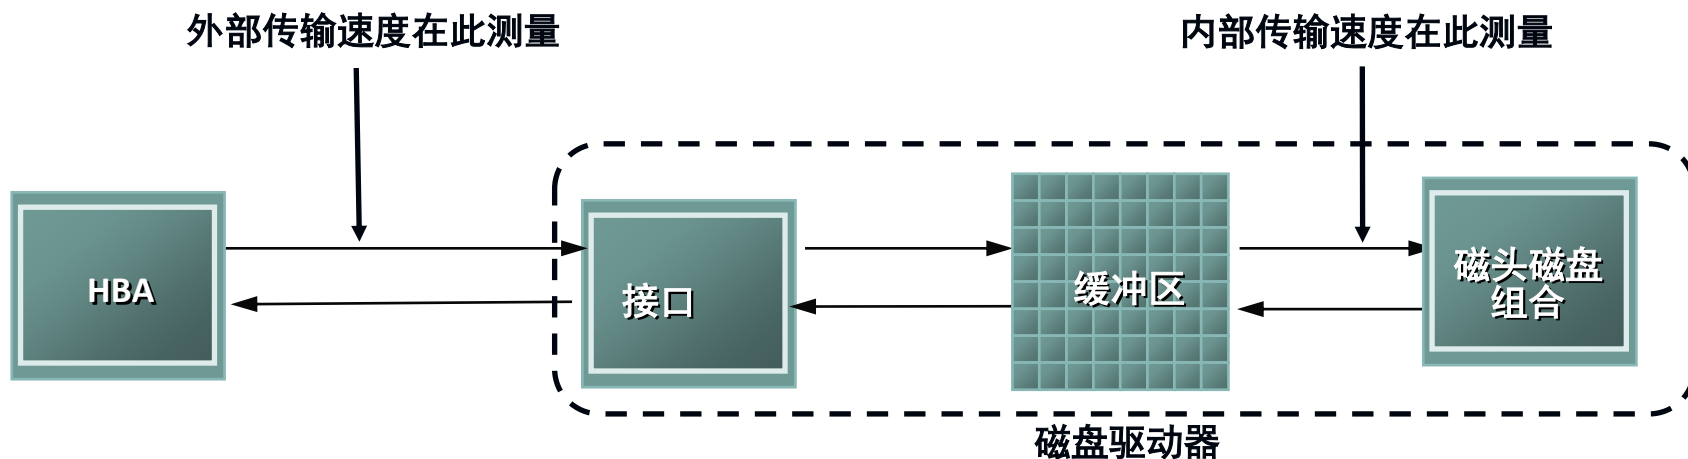 外部传输速度在此测量
内部传输速度在此测量
HBA
接口
缓冲区
磁头磁盘
组合
磁盘驱动器